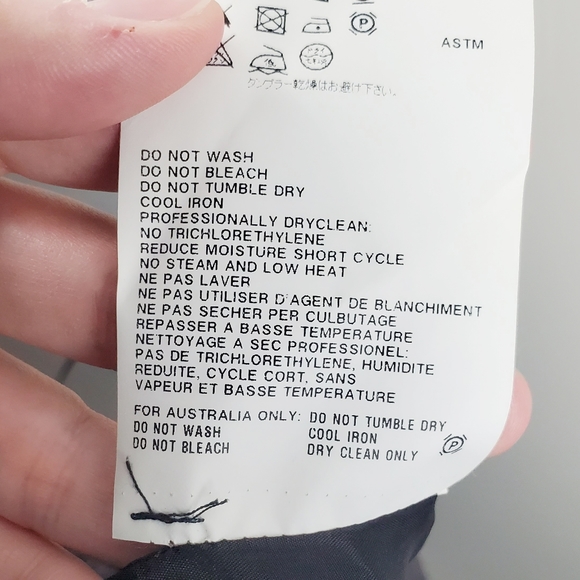 P
ASTM
タンブラー乾燥はお避け下さい。
DO NOT WASH
DO NOT BLEACH
DO NOT TUMBLE DRY
COOL IRON
PROFESSIONALLY DRYCLEAN:
NO TRICHLORETHYLENE
REDUCE MOISTURE SHORT CYCLE
NO STEAM AND LOW HEAT
NE PAS LAVER
NE PAS UTILISER D'AGENT DE BLANCHIMENT
NE PAS SECHER PER CULBUTAGE
REPASSER A BASSE TEMPERATURE
NETTOYAGE A SEC PROFESSIONEL:
PAS DE TRICHLORETHYLENE, HUMIDITE
REDUITE, CYCLE CORT, SANS
VAPEUR ET BASSE TEMPERATURE
FOR AUSTRALIA ONLY: DO NOT TUMBLE DRY
DO NOT WASH COOL IRON P
DO NOT BLEACH DRY CLEAN ONLY